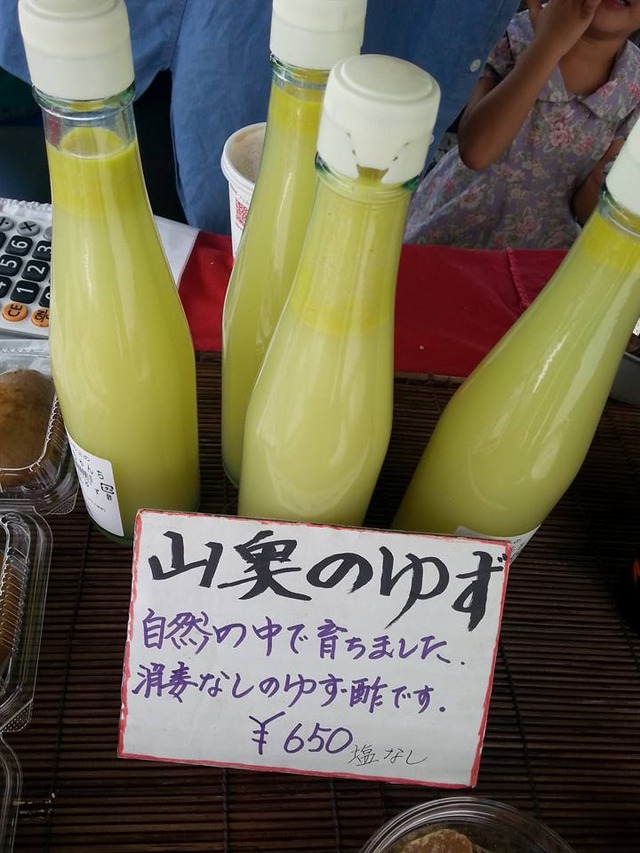 山奥のゆず
自然の中で育ちました.
消毒なしのゆず酢です.
¥650
塩なし